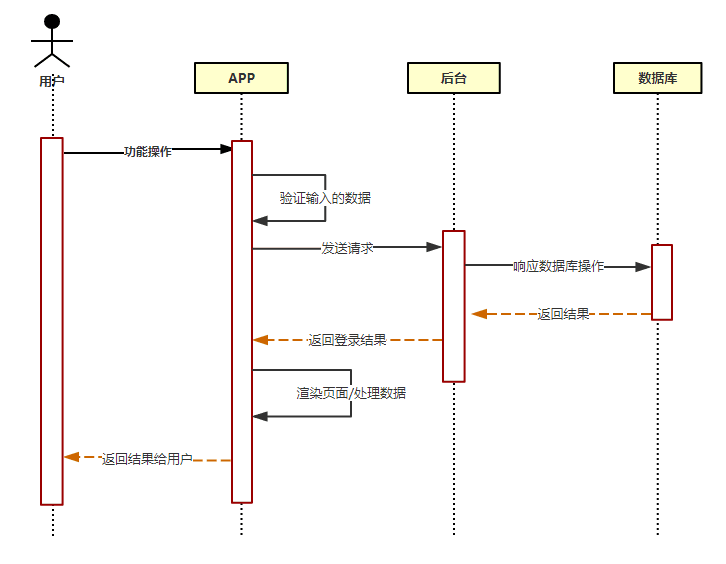 用户
APP
后台
数据库
功能操作
验证输入的数据
发送请求
响应数据库操作
返回结果
返回登录结果
渲染页面/处理数据
返回结果给用户